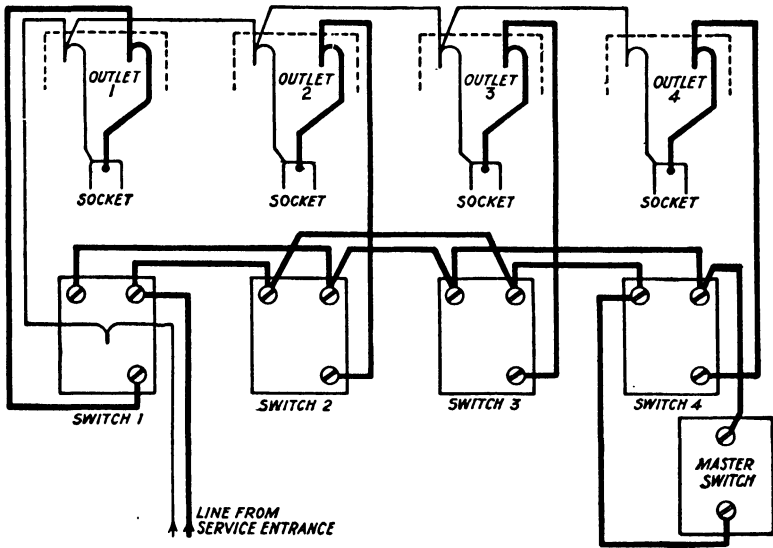 OUTLET
1
OUTLET
2
OUTLET
3
OUTLET
4
SOCKET
SOCKET
SOCKET
SOCKET
SWITCH 1
SWITCH 2
SWITCH 3
SWITCH 4
MASTER
SWITCH
LINE FROM
SERVICE ENTRANCE